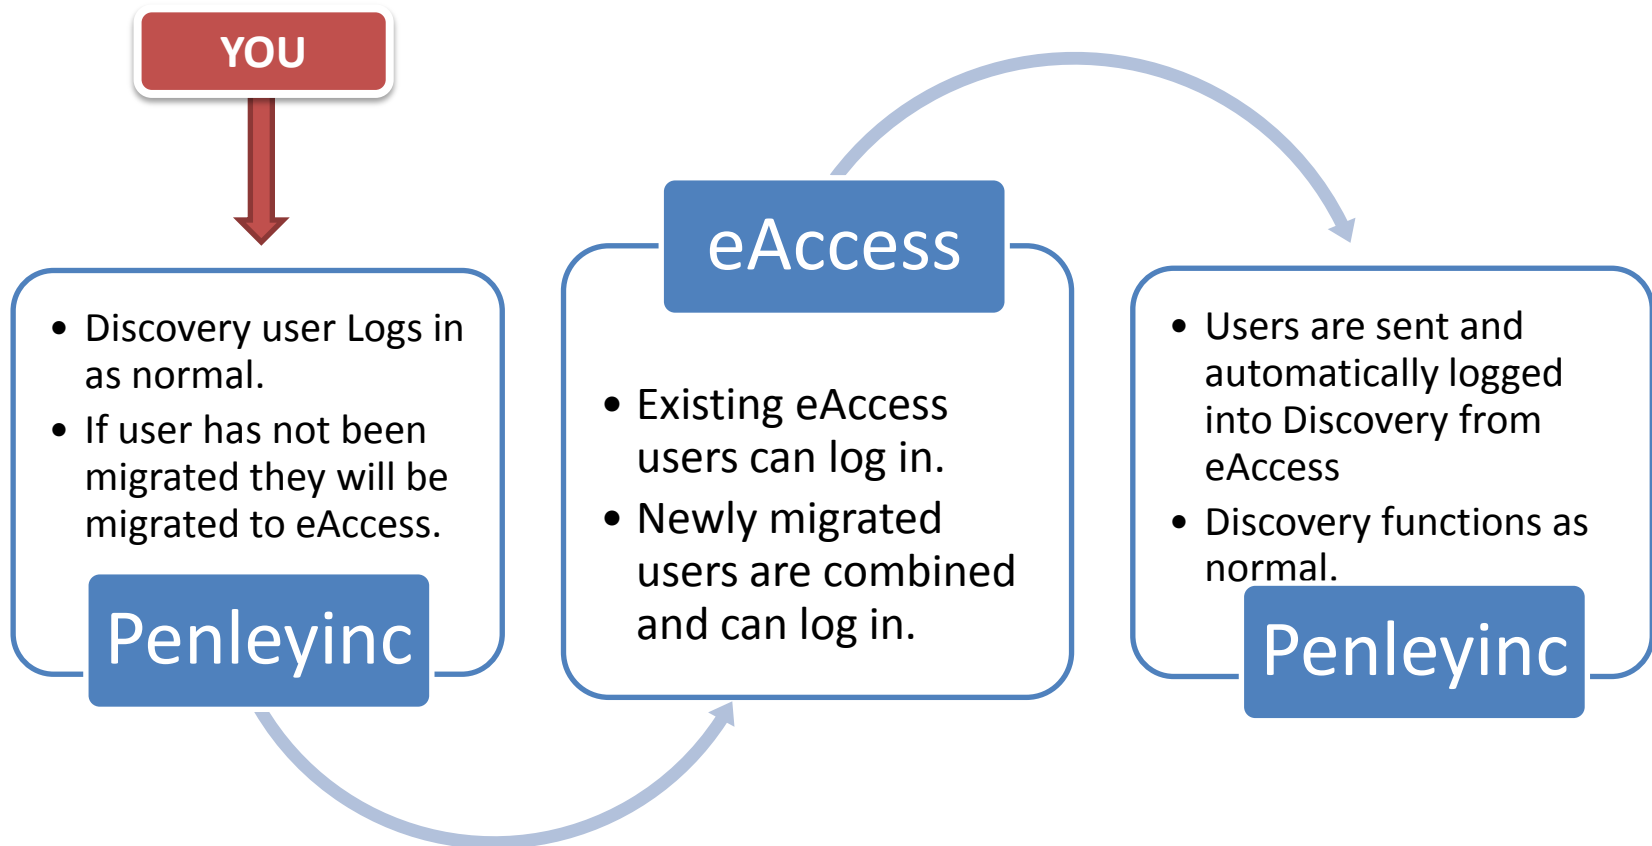 YOU
• Discovery user Logs in
as normal.
• If user has not been
migrated they will be
migrated to eAccess.
Penleyinc
eAccess
• Existing eAccess
users can log in.
• Newly migrated
users are combined
and can log in.
• Users are sent and
automatically logged
into Discovery from
eAccess
• Discovery functions as
normal.
Penleyinc